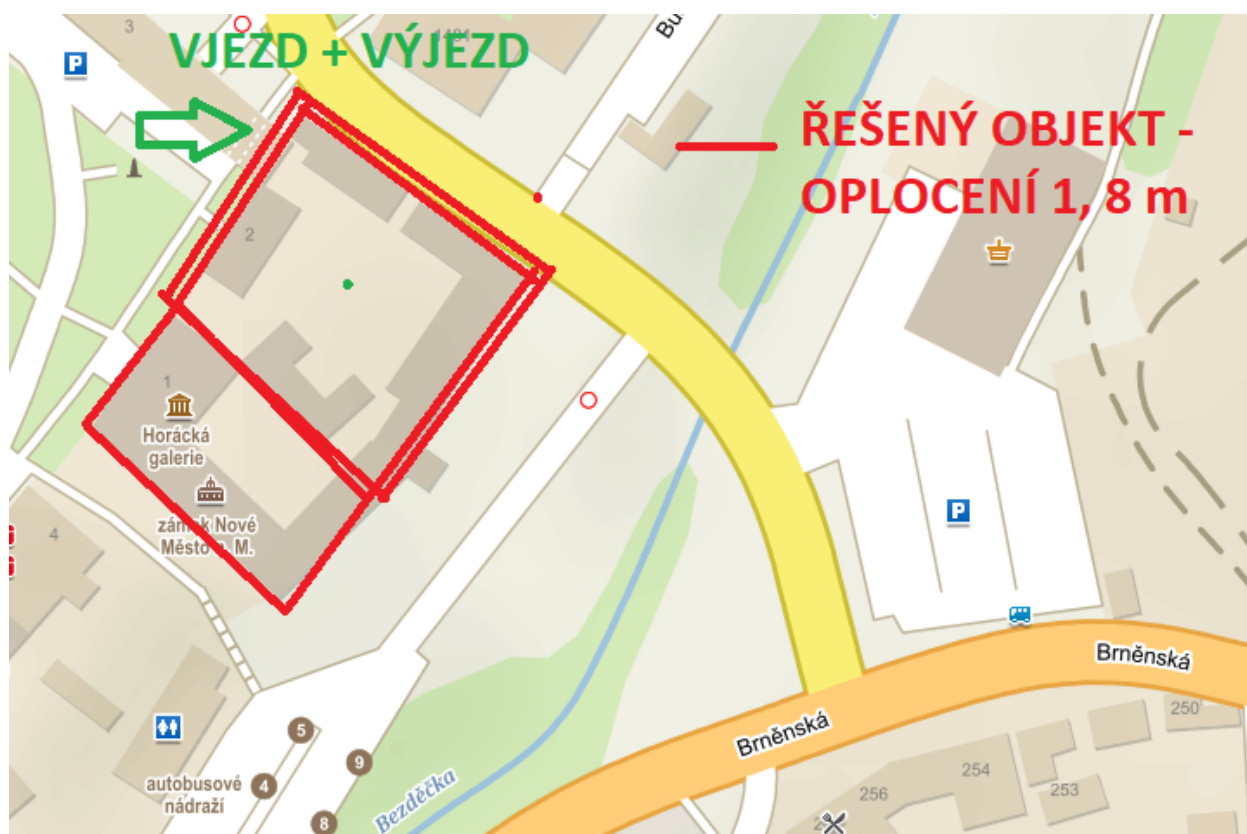 3
1481
VJEZD + VÝJEZD
P
ŘEŠENÝ OBJEKT -
OPLOCENÍ 1, 8 m
2
1
Horácká
galerie
zámek Nové
Město n. M.
4
P
Brněnská
Brněnská
250
254
253
256
5
9
4
8
autobusové
nádraží
Bezděčka